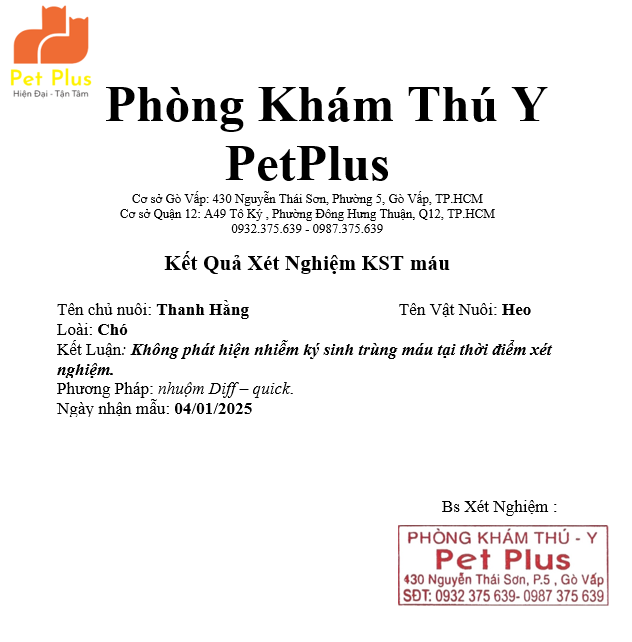 Pet Plus
Hiện Đại - Tận Tâm
Phòng Khám Thú Y
PetPlus
Cơ sở Gò Vấp: 430 Nguyễn Thái Sơn, Phường 5, Gò Vấp, TP.HCM
Cơ sở Quận 12: A49 Tô Ký , Phường Đông Hưng Thuận, Q12, TP.HCM
0932.375.639 - 0987.375.639
Kết Quả Xét Nghiệm KST máu
Tên chủ nuôi: Thanh Hằng Tên Vật Nuôi: Heo
Loài: Chó
Kết Luận: Không phát hiện nhiễm ký sinh trùng máu tại thời điểm xét
nghiệm.
Phương Pháp: nhuộm Diff – quick.
Ngày nhận mẫu: 04/01/2025
Bs Xét Nghiệm :
PHÒNG KHÁM THÚ - Y
Pet Plus
430 Nguyễn Thái Sơn, P.5 , Gò Vấp
SĐT: 0932 375 639- 0987 375 639